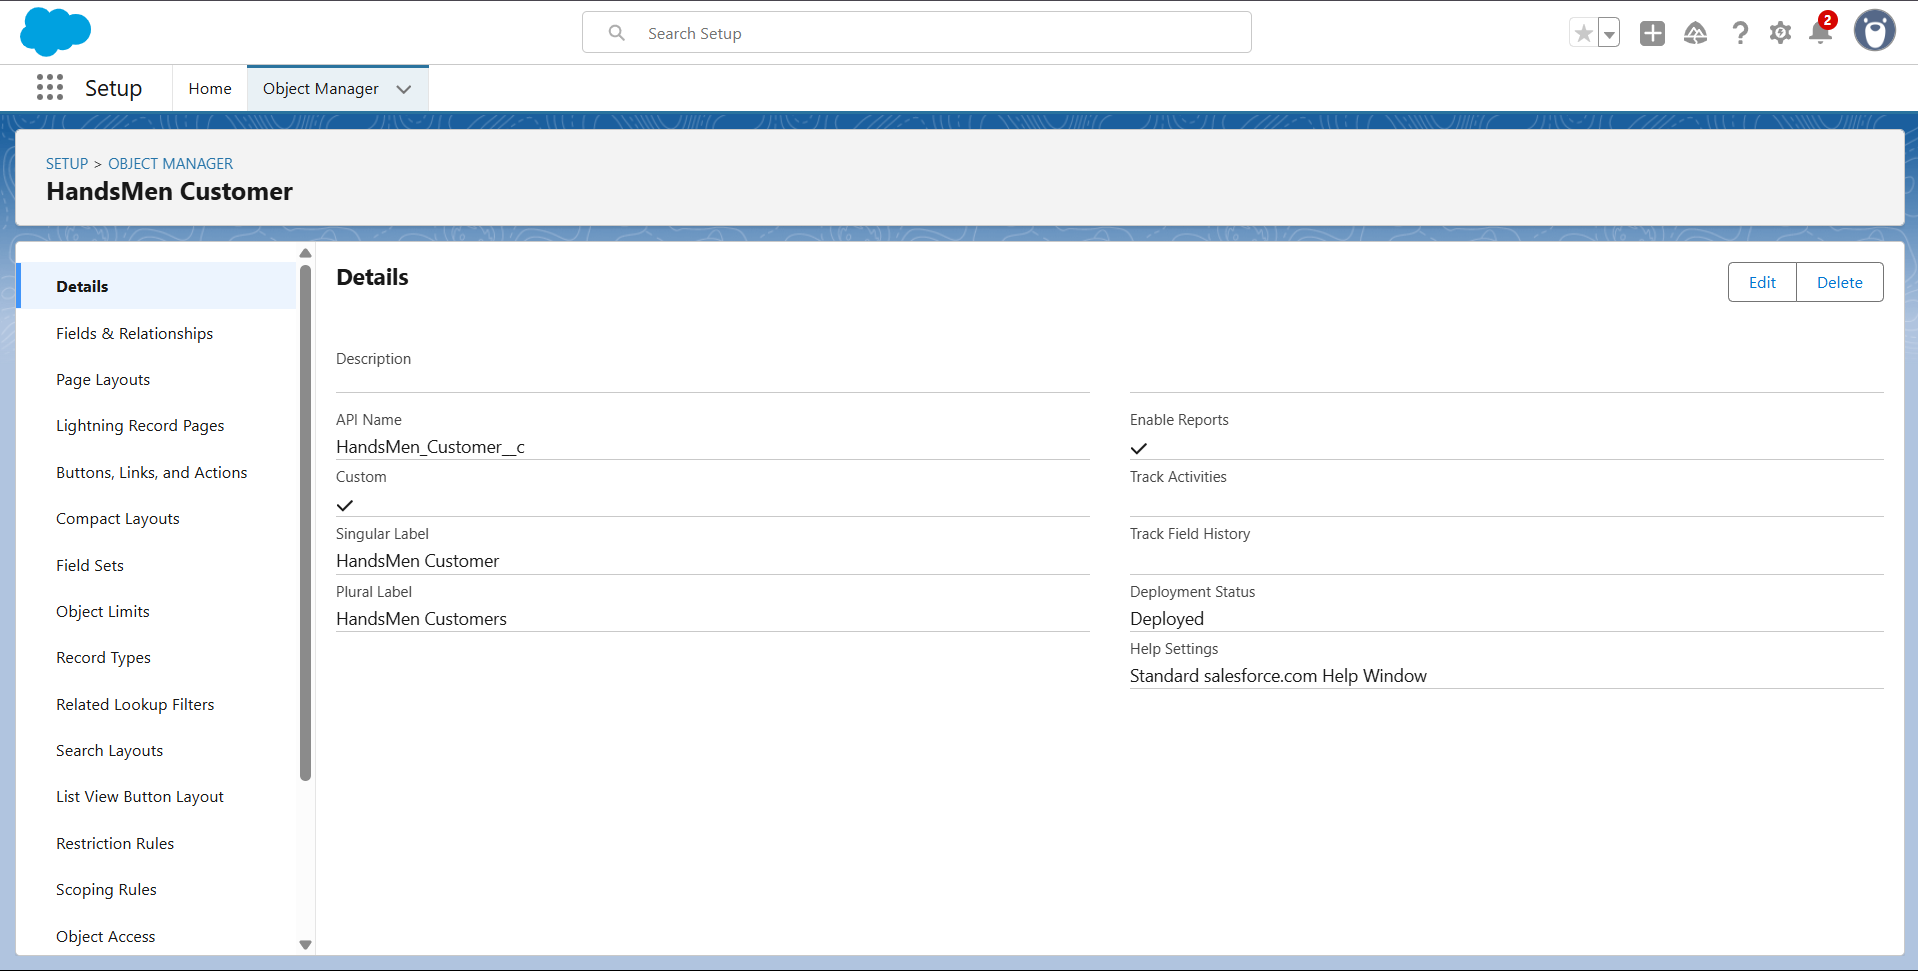 Search Setup
2
Setup
Home
Object Manager
SETUP > OBJECT MANAGER
HandsMen Customer
Details
Fields & Relationships
Page Layouts
Lightning Record Pages
Buttons, Links, and Actions
Compact Layouts
Field Sets
Object Limits
Record Types
Related Lookup Filters
Search Layouts
List View Button Layout
Restriction Rules
Scoping Rules
Object Access
Details
Edit
Delete
Description
API Name
HandsMen_Customer__c
Custom
Singular Label
HandsMen Customer
Plural Label
HandsMen Customers
Enable Reports
Track Activities
Track Field History
Deployment Status
Deployed
Help Settings
Standard salesforce.com Help Window